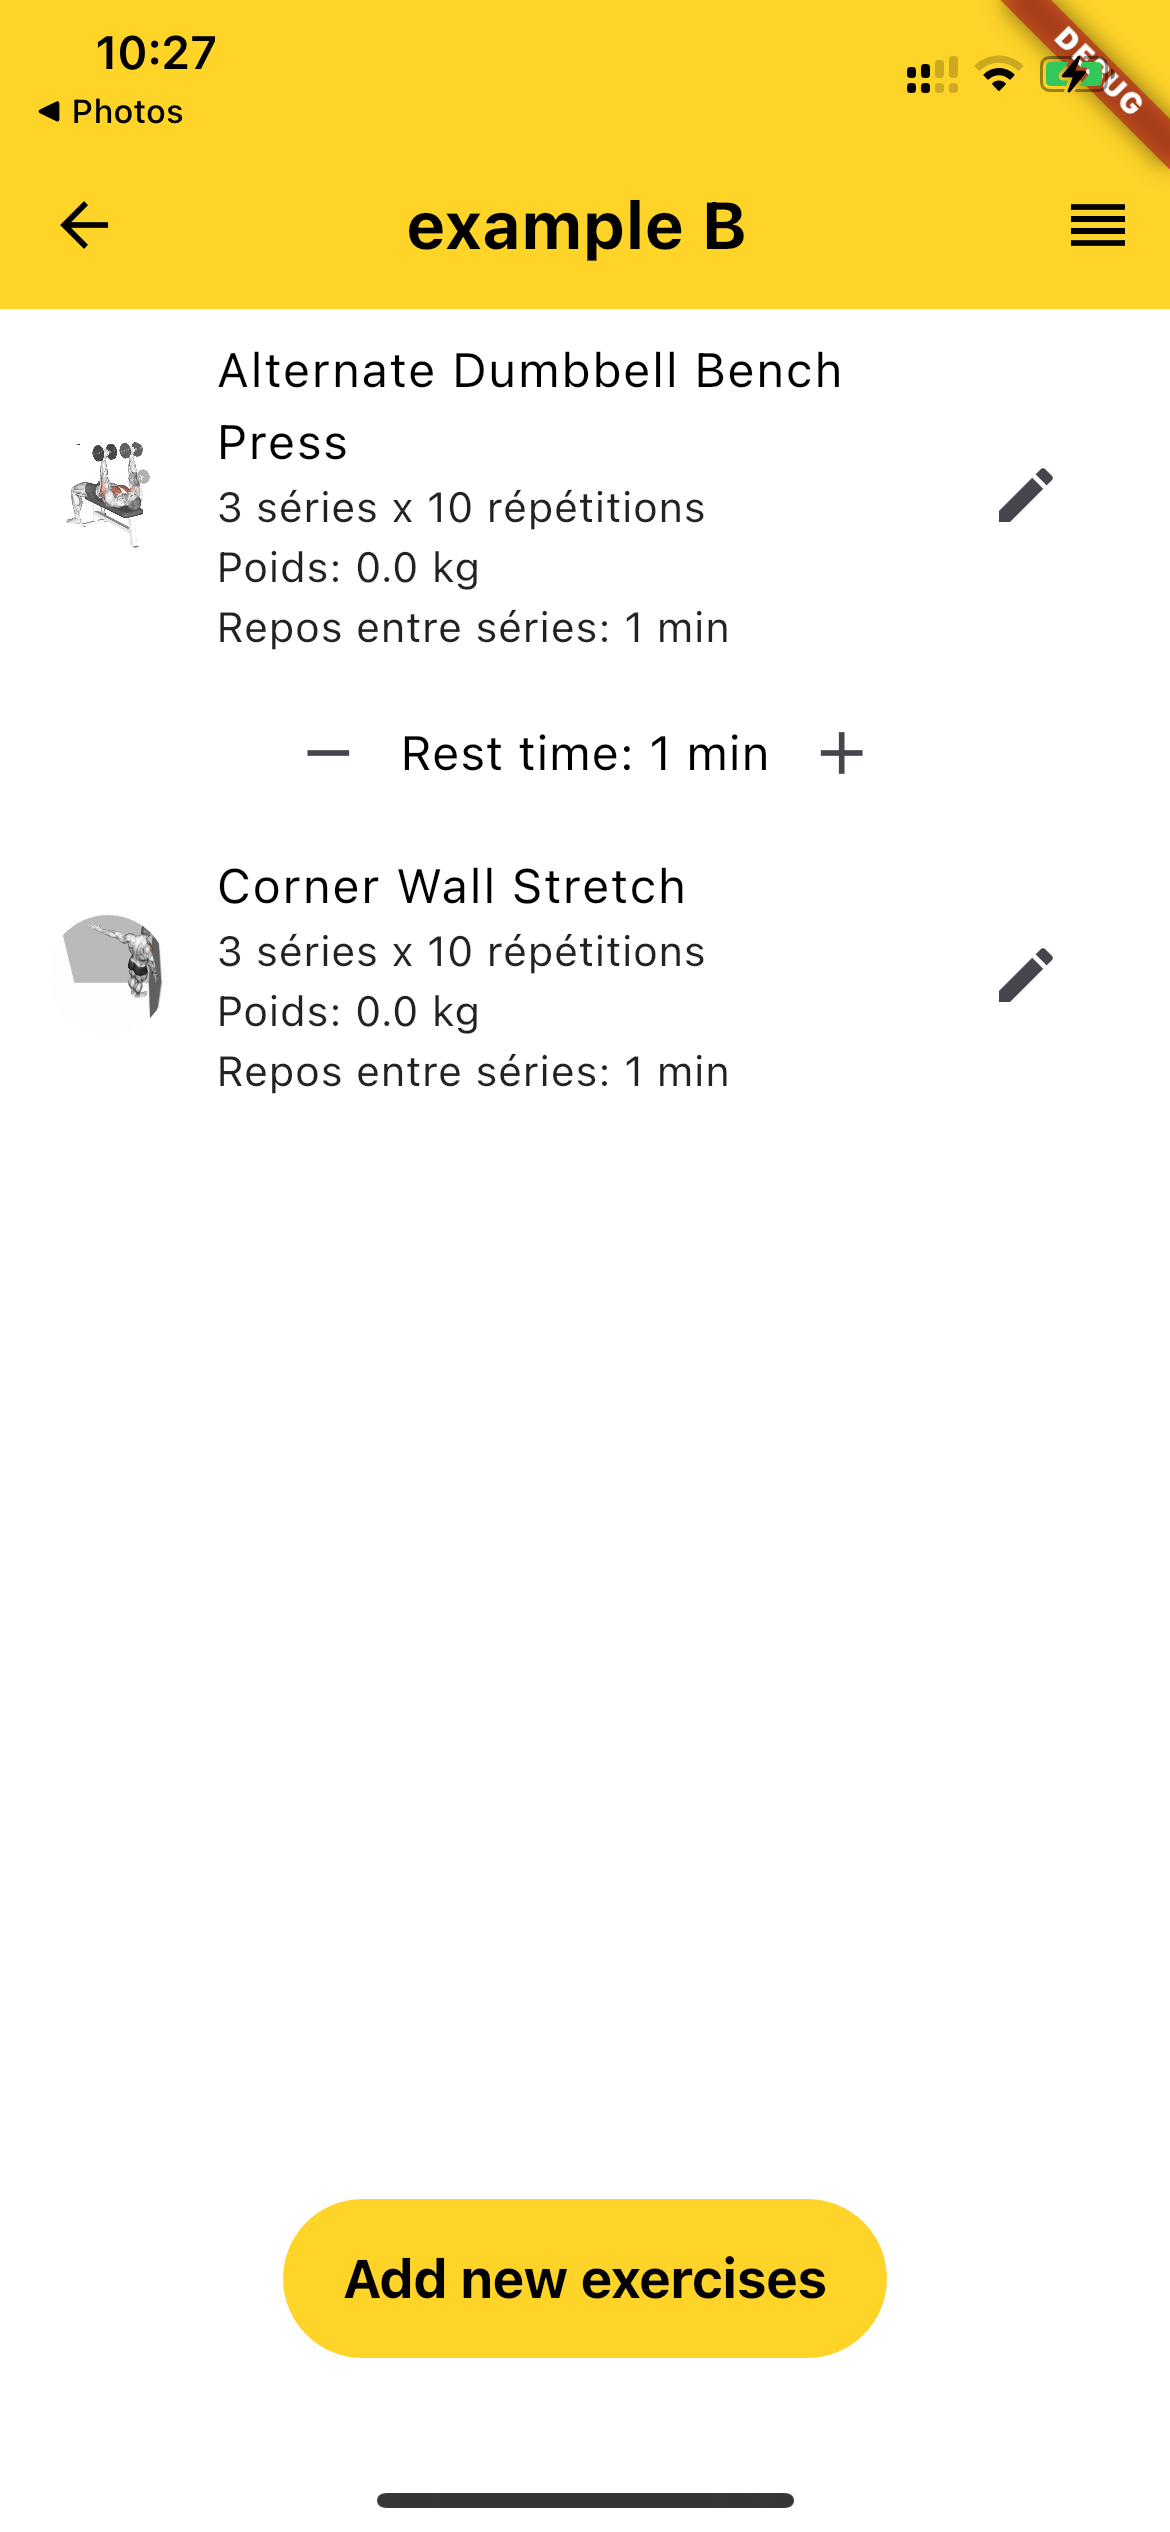 10:27
◀ Photos
DEBUG
example B
Alternate Dumbbell Bench
Press
3 séries x 10 répétitions
Poids: 0.0 kg
Repos entre séries: 1 min
Rest time: 1 min
Corner Wall Stretch
3 séries x 10 répétitions
Poids: 0.0 kg
Repos entre séries: 1 min
Add new exercises